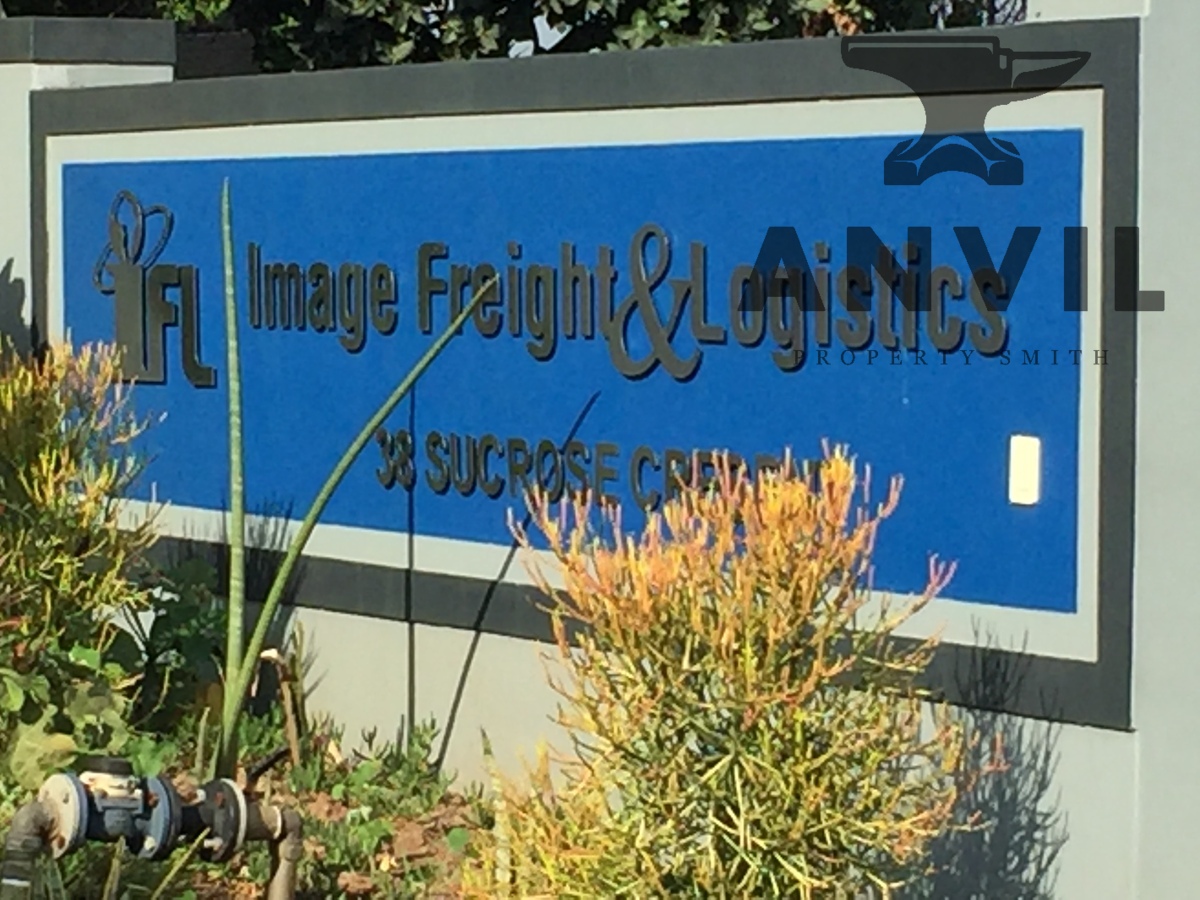 IFL
Image Freight & Logistics
38 SUCROSE
ANVIL
PROPERTY SMITH